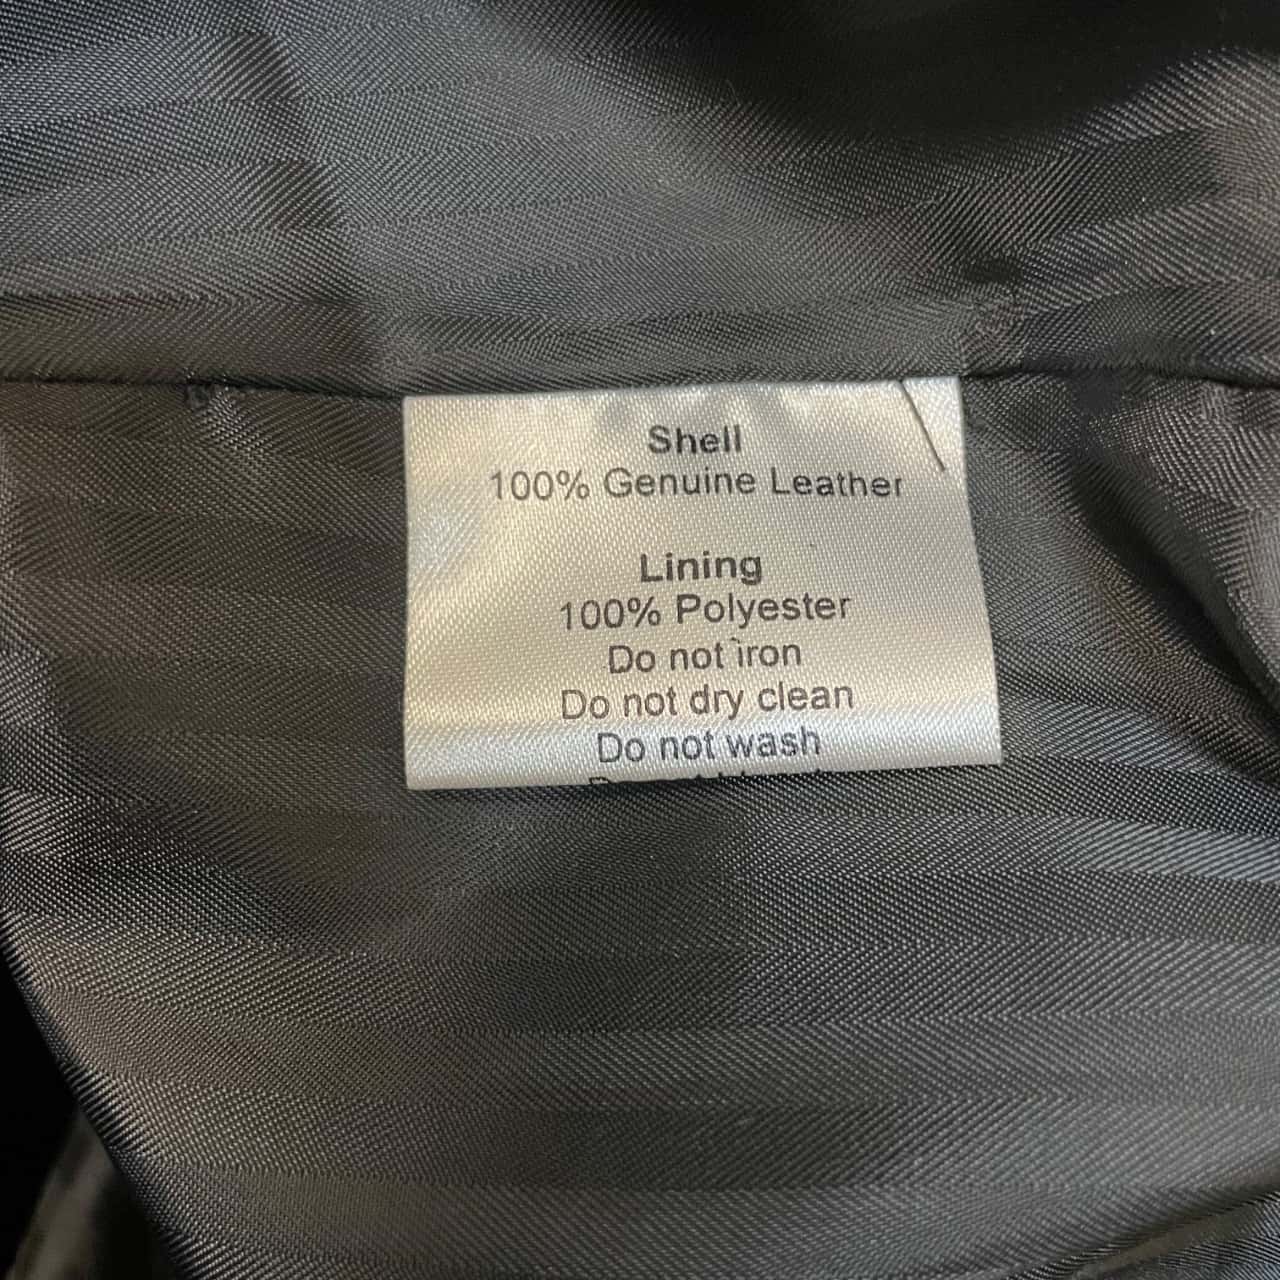 Shell
100% Genuine Leather
Lining
100% Polyester
Do not iron
Do not dry clean
Do not wash